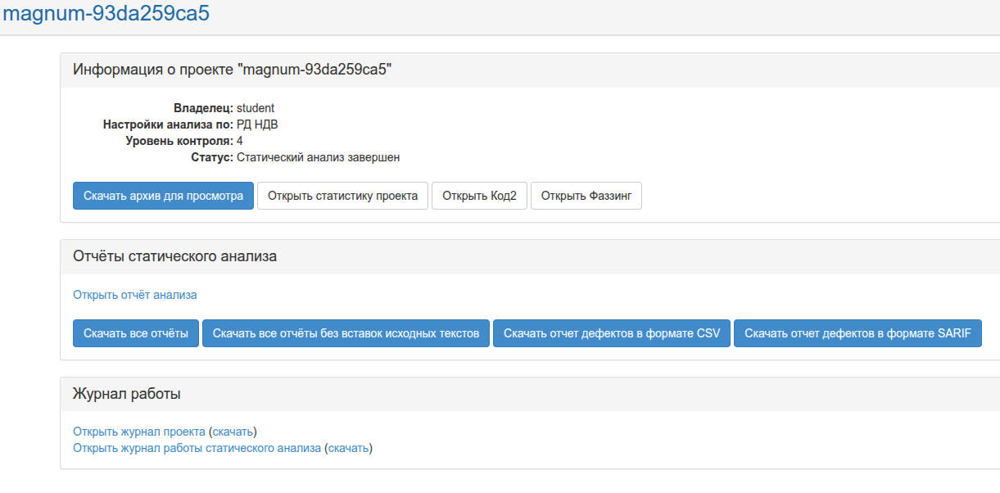 magnum-93da259ca5
Информация о проекте "magnum-93da259ca5"
Владелец: student
Настройки анализа по: РД НДВ
Уровень контроля: 4
Статус: Статический анализ завершен
Скачать архив для просмотра Открыть статистику проекта Открыть Код2 Открыть Фаззинг
Отчёты статического анализа
Открыть отчёт анализа
Скачать все отчёты Скачать все отчёты без вставок исходных текстов Скачать отчет дефектов в формате CSV Скачать отчет дефектов в формате SARIF
Журнал работы
Открыть журнал проекта (скачать)
Открыть журнал работы статического анализа (скачать)